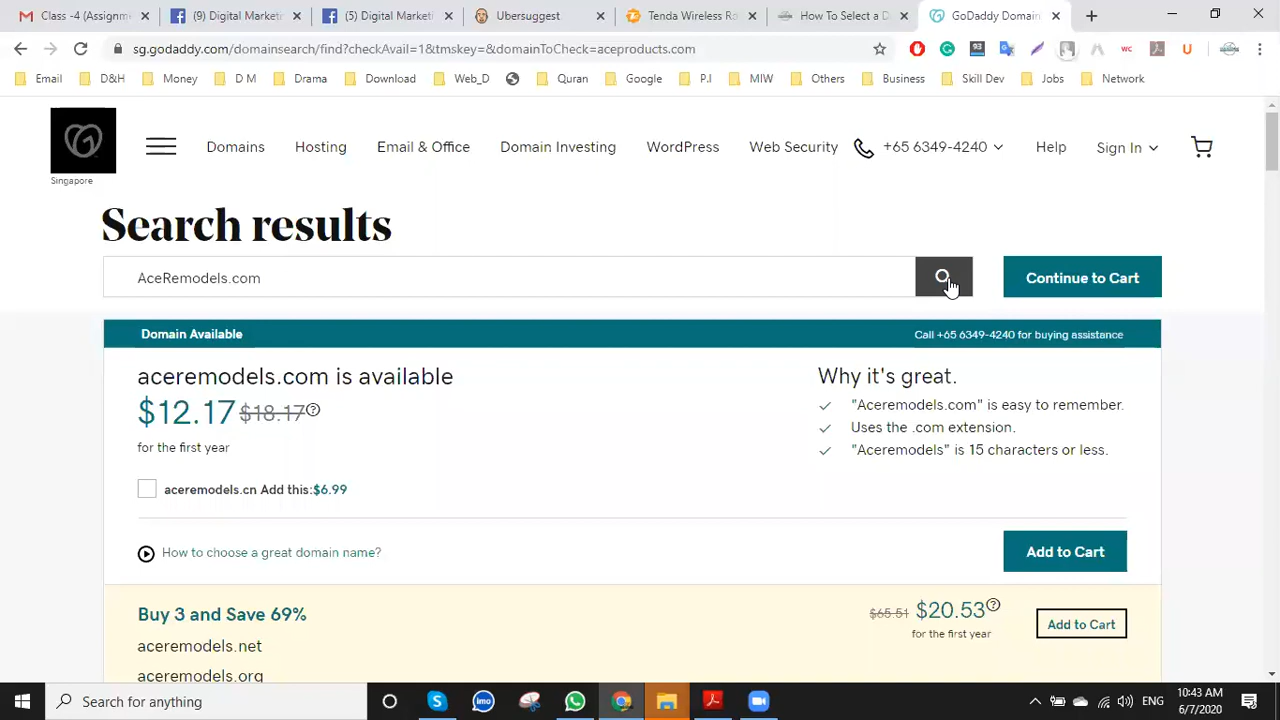 Class -4 (Assignm
(9) Digital Market
(5) Digital Market
Ubersuggest
Tenda Wireless Ro
How To Select a D
GoDaddy Domain
sg.godaddy.com/domainsearch/find?checkAvail=1&tmskey=&domainToCheck=aceproducts.com
93
WC
U
Email
D&H
Money
D M
Drama
Download
Web_D
Quran
Google
P.I
MIW
Others
Business
Skill Dev
Jobs
Network
Singapore
Domains
Hosting
Email & Office
Domain Investing
WordPress
Web Security
+65 6349-4240
Help
Sign In
Search results
AceRemodels.com
Continue to Cart
Domain Available
Call +65 6349-4240 for buying assistance
aceremodels.com is available
$12.17 $18.17
for the first year
Why it's great.
"Aceremodels.com" is easy to remember.
Uses the .com extension.
"Aceremodels" is 15 characters or less.
aceremodels.cn Add this:$6.99
How to choose a great domain name?
Add to Cart
Buy 3 and Save 69%
$65.51 $20.53
for the first year
Add to Cart
aceremodels.net
aceremodels.org
Search for anything
ENG
10:43 AM
6/7/2020